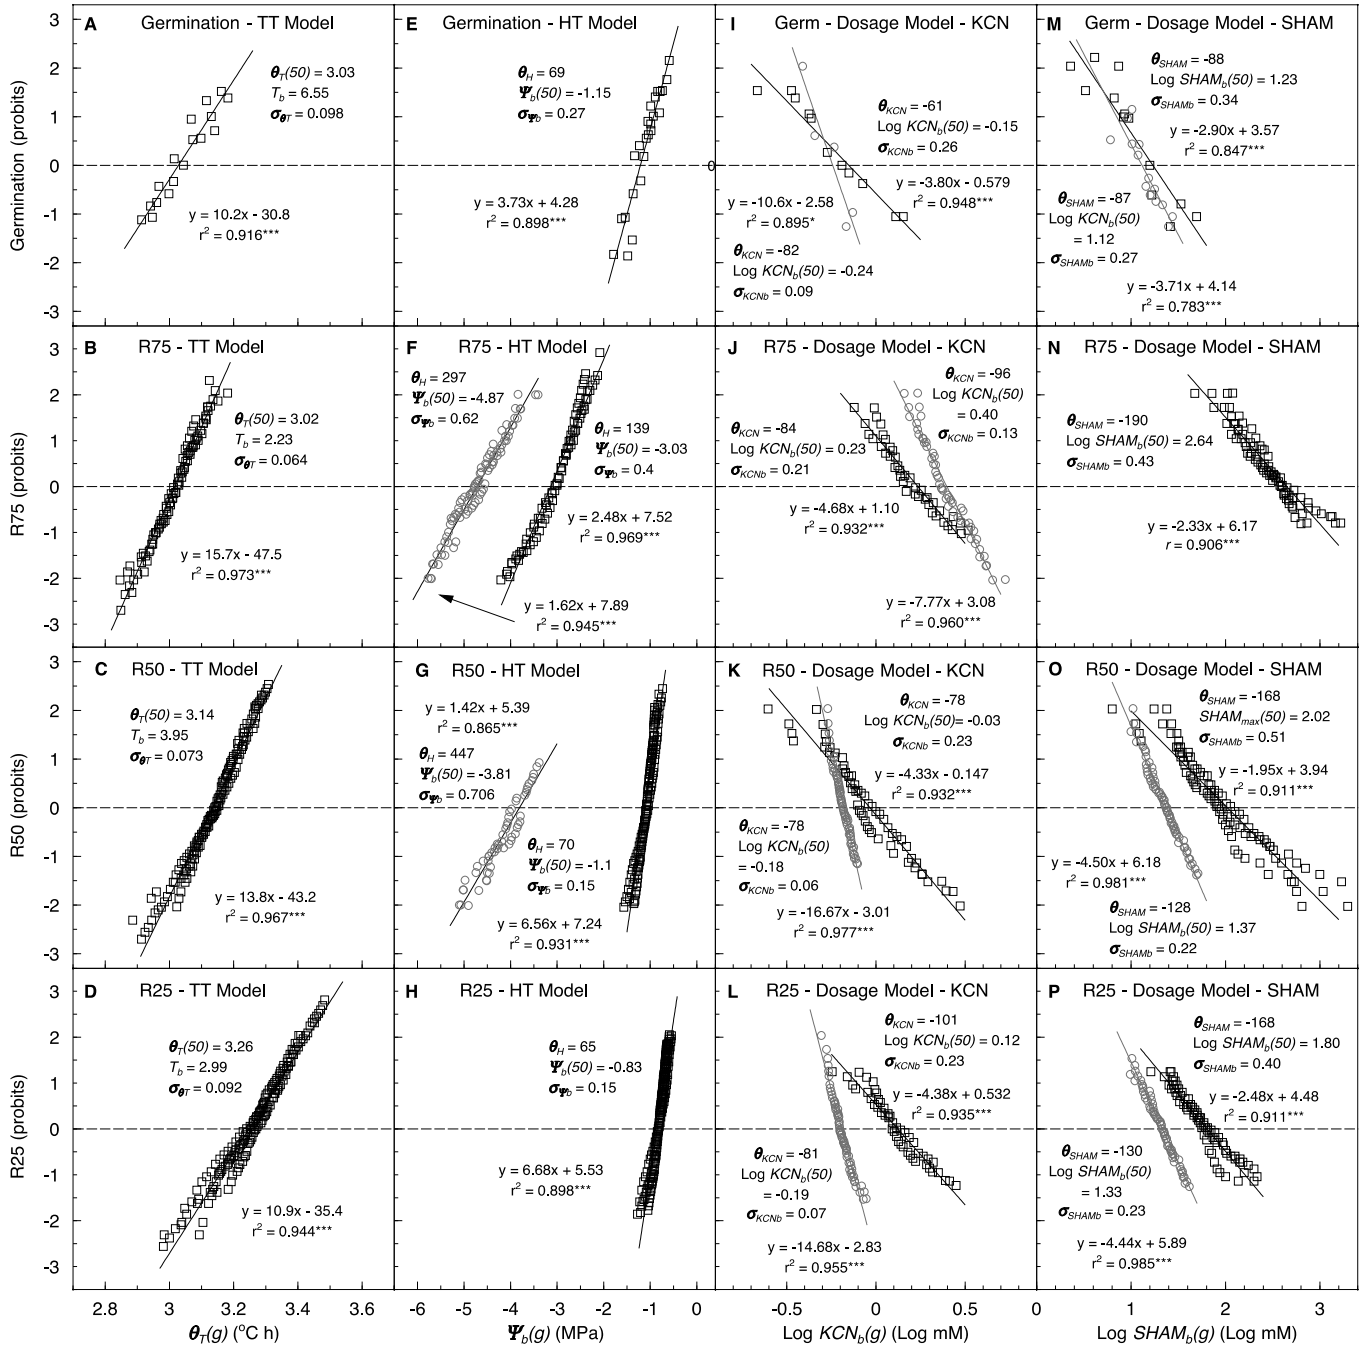 A Germination - TT Model
θT(50) = 3.03
Tb = 6.55
σθT = 0.098
y = 10.2x - 30.8
r2 = 0.916***
Germination (probits)
3
2
1
0
-1
-2
-3
E Germination - HT Model
θH = 69
Ψb(50) = -1.15
σΨb = 0.27
y = 3.73x + 4.28
r2 = 0.898***
0
I Germ - Dosage Model - KCN
θKCN = -61
Log KCNb(50) = -0.15
σKCNb = 0.26
y = -3.80x - 0.579
r2 = 0.948***
y = -10.6x - 2.58
r2 = 0.895*
θKCN = -82
Log KCNb(50) = -0.24
σKCNb = 0.09
M Germ - Dosage Model - SHAM
θSHAM = -88
Log SHAMb(50) = 1.23
σSHAMb = 0.34
y = -2.90x + 3.57
r2 = 0.847***
θSHAM = -87
Log KCNb(50)
= 1.12
σSHAMb = 0.27
y = -3.71x + 4.14
r2 = 0.783***
B R75 - TT Model
θT(50) = 3.02
Tb = 2.23
σθT = 0.064
y = 15.7x - 47.5
r2 = 0.973***
R75 (probits)
3
2
1
0
-1
-2
-3
F R75 - HT Model
θH = 297
Ψb(50) = -4.87
σΨb = 0.62
θH = 139
Ψb(50) = -3.03
σΨb = 0.4
y = 2.48x + 7.52
r2 = 0.969***
y = 1.62x + 7.89
r2 = 0.945***
J R75 - Dosage Model - KCN
θKCN = -96
Log KCNb(50)
= 0.40
σKCNb = 0.13
θKCN = -84
Log KCNb(50) = 0.23
σKCNb = 0.21
y = -4.68x + 1.10
r2 = 0.932***
y = -7.77x + 3.08
r2 = 0.960***
N R75 - Dosage Model - SHAM
θSHAM = -190
Log SHAMb(50) = 2.64
σSHAMb = 0.43
y = -2.33x + 6.17
r = 0.906***
C R50 - TT Model
θT(50) = 3.14
Tb = 3.95
σθT = 0.073
y = 13.8x - 43.2
r2 = 0.967***
R50 (probits)
3
2
1
0
-1
-2
-3
G R50 - HT Model
y = 1.42x + 5.39
r2 = 0.865***
θH = 447
Ψb(50) = -3.81
σΨb = 0.706
θH = 70
Ψb(50) = -1.1
σΨb = 0.15
y = 6.56x + 7.24
r2 = 0.931***
K R50 - Dosage Model - KCN
θKCN = -78
Log KCNb(50)= -0.03
σKCNb = 0.23
y = -4.33x - 0.147
r2 = 0.932***
θKCN = -78
Log KCNb(50)
= -0.18
σKCNb = 0.06
y = -16.67x - 3.01
r2 = 0.977***
O R50 - Dosage Model - SHAM
θSHAM = -168
SHAMmax(50) = 2.02
σSHAMb = 0.51
y = -1.95x + 3.94
r2 = 0.911***
y = -4.50x + 6.18
r2 = 0.981***
θSHAM = -128
Log SHAMb(50) = 1.37
σSHAMb = 0.22
D R25 - TT Model
θT(50) = 3.26
Tb = 2.99
σθT = 0.092
y = 10.9x - 35.4
r2 = 0.944***
R25 (probits)
3
2
1
0
-1
-2
-3
H R25 - HT Model
θH = 65
Ψb(50) = -0.83
σΨb = 0.15
y = 6.68x + 5.53
r2 = 0.898***
L R25 - Dosage Model - KCN
θKCN = -101
Log KCNb(50) = 0.12
σKCNb = 0.23
y = -4.38x + 0.532
r2 = 0.935***
θKCN = -81
Log KCNb(50)
= -0.19
σKCNb = 0.07
y = -14.68x - 2.83
r2 = 0.955***
P R25 - Dosage Model - SHAM
θSHAM = -168
Log SHAMb(50) = 1.80
σSHAMb = 0.40
y = -2.48x + 4.48
r2 = 0.911***
θSHAM = -130
Log SHAMb(50)
= 1.33
σSHAMb = 0.23
y = -4.44x + 5.89
r2 = 0.985***
2.8 3 3.2 3.4 3.6
θT(g) (oC h)
-6 -5 -4 -3 -2 -1 0
Ψb(g) (MPa)
-0.5 0 0.5 0
Log KCNb(g) (Log mM)
1 2 3
Log SHAMb(g) (Log mM)